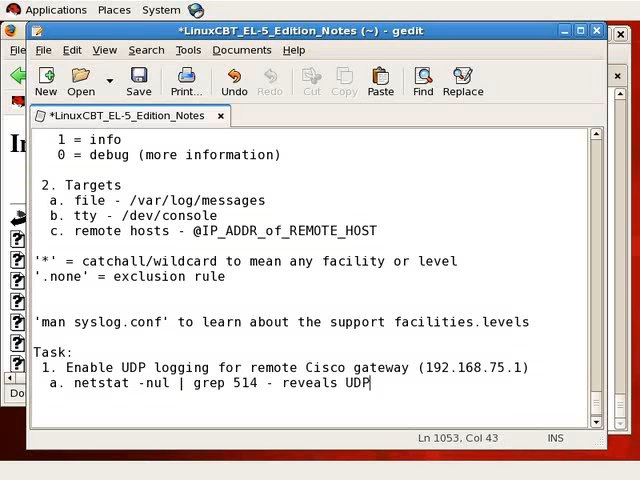 Applications Places System
*LinuxCBT_EL-5_Edition_Notes (~) - gedit
File Edit View Search Tools Documents Help
New Open Save Print... Undo Redo Cut Copy Paste Find Replace
*LinuxCBT_EL-5_Edition_Notes
1 = info
0 = debug (more information)
2. Targets
a. file - /var/log/messages
b. tty - /dev/console
c. remote hosts - @IP_ADDR_of_REMOTE_HOST
'*' = catchall/wildcard to mean any facility or level
'.none' = exclusion rule
'man syslog.conf' to learn about the support facilities.levels
Task:
1. Enable UDP logging for remote Cisco gateway (192.168.75.1)
a. netstat -nul | grep 514 - reveals UDP
Ln 1053, Col 43 INS